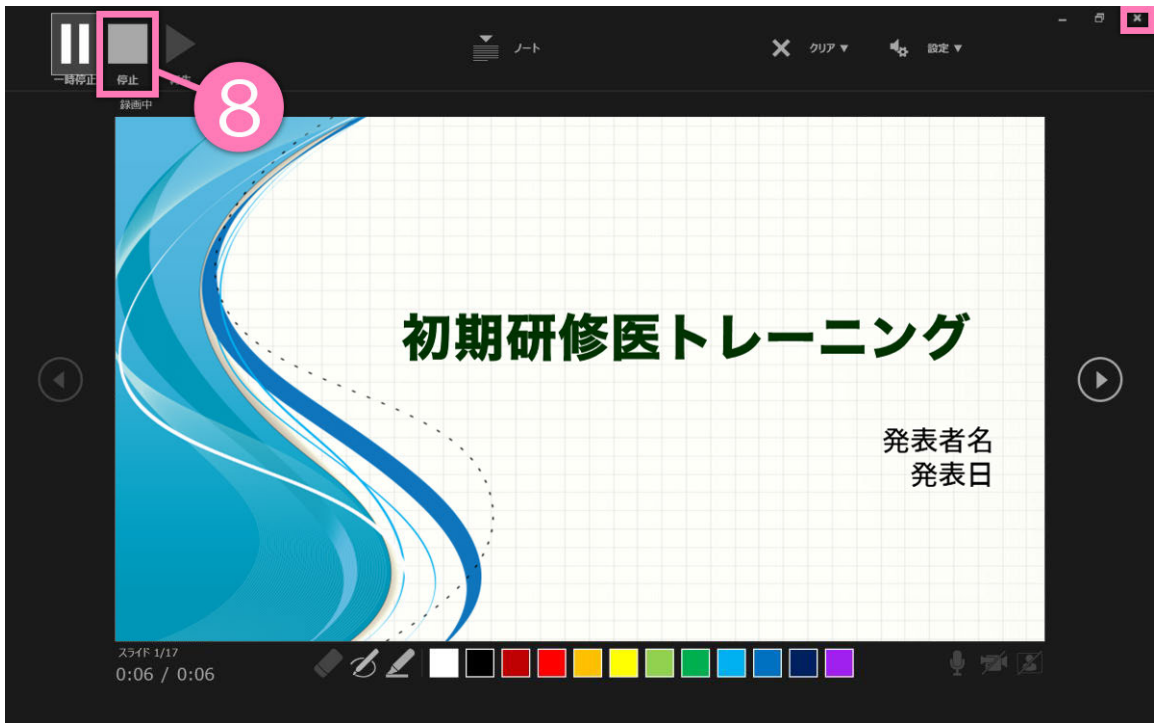 ノート
クリア ▼
設定 ▼
一時停止
停止
8
録画中
初期研修医トレーニング
発表者名
発表日
スライド 1/17
0:06 / 0:06